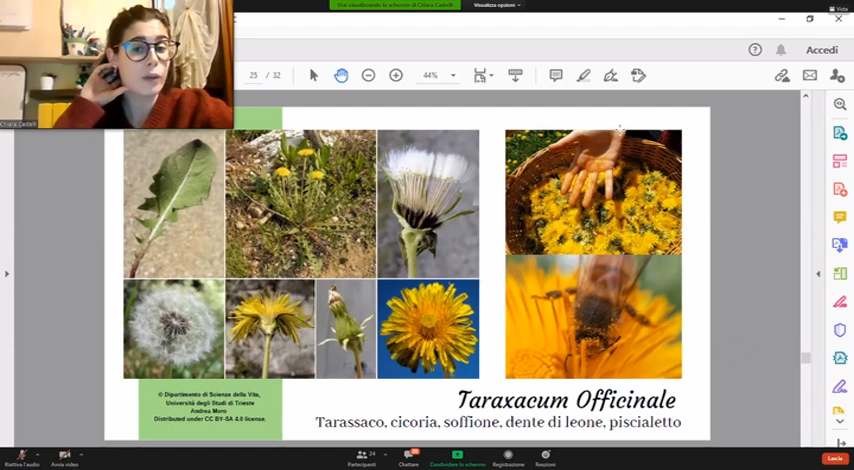 Stai visualizzando lo schermo di Chiara Castelli
Visualizza opzioni
Vista
Accedi
25 / 32
44%
Chiara Castelli
© Dipartimento di Scienze della Vita,
Università degli Studi di Trieste
Andrea Moro
Distributed under CC BY-SA 4.0 license.
Taraxacum Officinale
Tarassaco, cicoria, soffione, dente di leone, piscialetto
Riattiva l'audio
Avvia video
24
Partecipanti
Chattare
Condividere lo schermo
Registrazione
Reazioni
Lascia